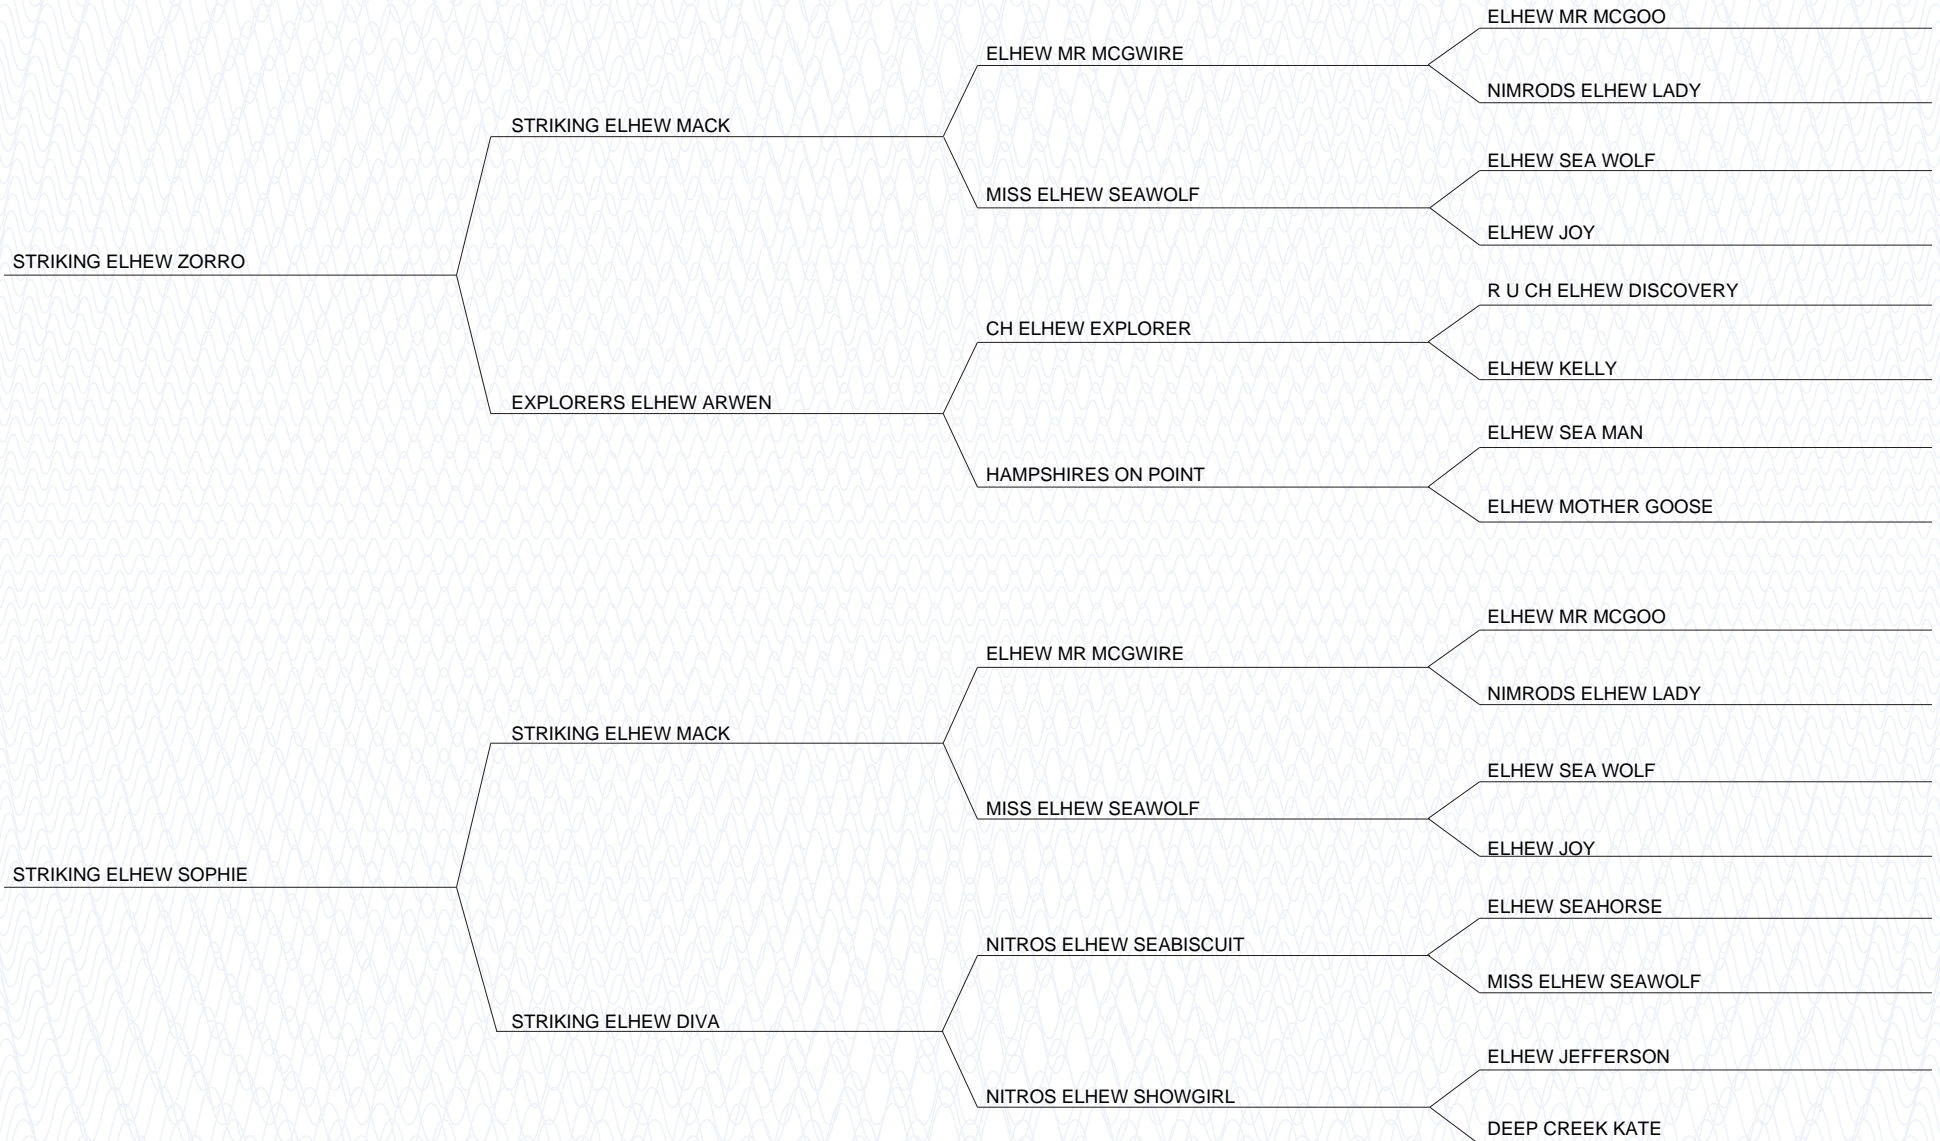 ELHEW MR MCGOO
ELHEW MR MCGWIRE
NIMRODS ELHEW LADY
STRIKING ELHEW MACK
ELHEW SEA WOLF
MISS ELHEW SEAWOLF
ELHEW JOY
STRIKING ELHEW ZORRO
R U CH ELHEW DISCOVERY
CH ELHEW EXPLORER
ELHEW KELLY
EXPLORERS ELHEW ARWEN
ELHEW SEA MAN
HAMPSHIRES ON POINT
ELHEW MOTHER GOOSE
ELHEW MR MCGOO
ELHEW MR MCGWIRE
NIMRODS ELHEW LADY
STRIKING ELHEW MACK
ELHEW SEA WOLF
MISS ELHEW SEAWOLF
ELHEW JOY
STRIKING ELHEW SOPHIE
ELHEW SEAHORSE
NITROS ELHEW SEABISCUIT
MISS ELHEW SEAWOLF
STRIKING ELHEW DIVA
ELHEW JEFFERSON
NITROS ELHEW SHOWGIRL
DEEP CREEK KATE